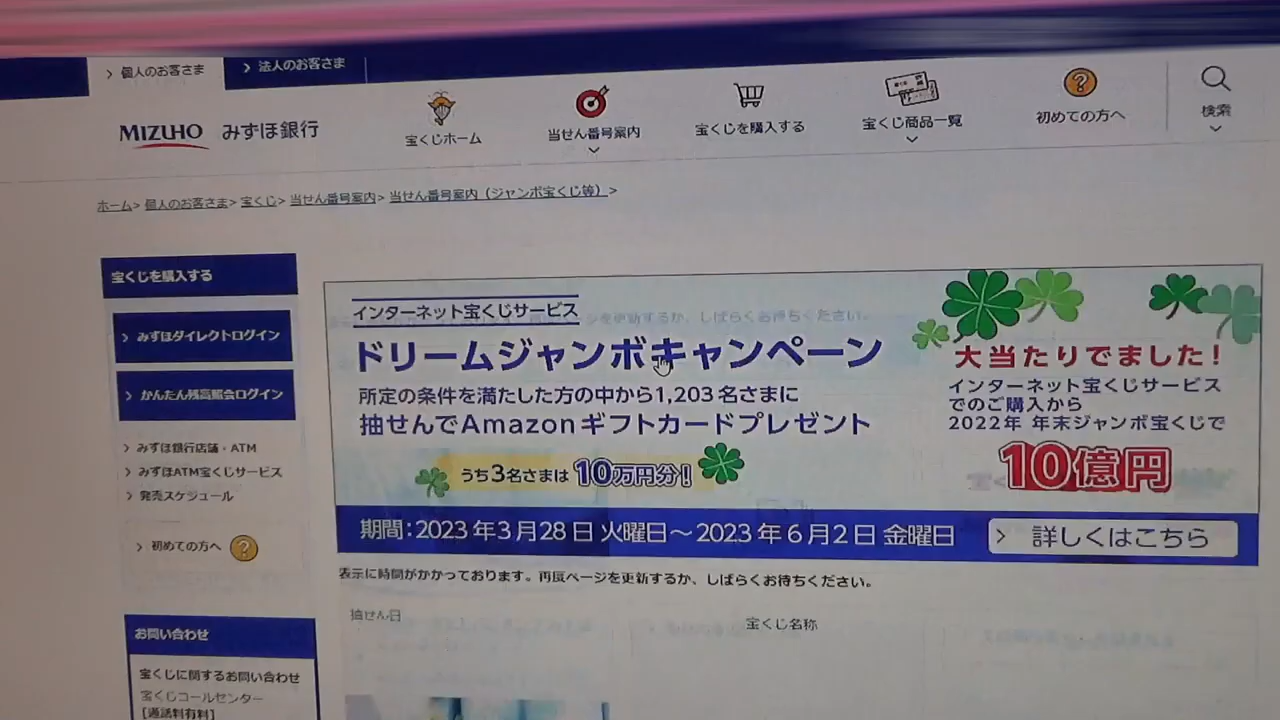 個人のお客さま
法人のお客さま
MIZUHO みずほ銀行
宝くじホーム
当せん番号案内
宝くじを購入する
宝くじ商品一覧
初めての方へ
検索
ホーム> 個人のお客さま> 宝くじ> 当せん番号案内> 当せん番号案内（ジャンボ宝くじ等）>
宝くじを購入する
みずほダイレクトログイン
かんたん残高照会ログイン
みずほ銀行店舗・ATM
みずほATM宝くじサービス
発売スケジュール
初めての方へ
お問い合わせ
宝くじに関するお問い合わせ
宝くじコールセンター
[通話料有料]
インターネット宝くじサービス
ドリームジャンボキャンペーン
所定の条件を満たした方の中から1,203名さまに
抽せんでAmazonギフトカードプレゼント
うち3名さまは 10万円分!
大当たりでました!
インターネット宝くじサービス
でのご購入から
2022年 年末ジャンボ宝くじで
10億円
期間:2023年3月28日 火曜日～2023年6月2日 金曜日
詳しくはこちら
表示に時間がかかっております。再度ページを更新するか、しばらくお待ちください。
抽せん日
宝くじ名称